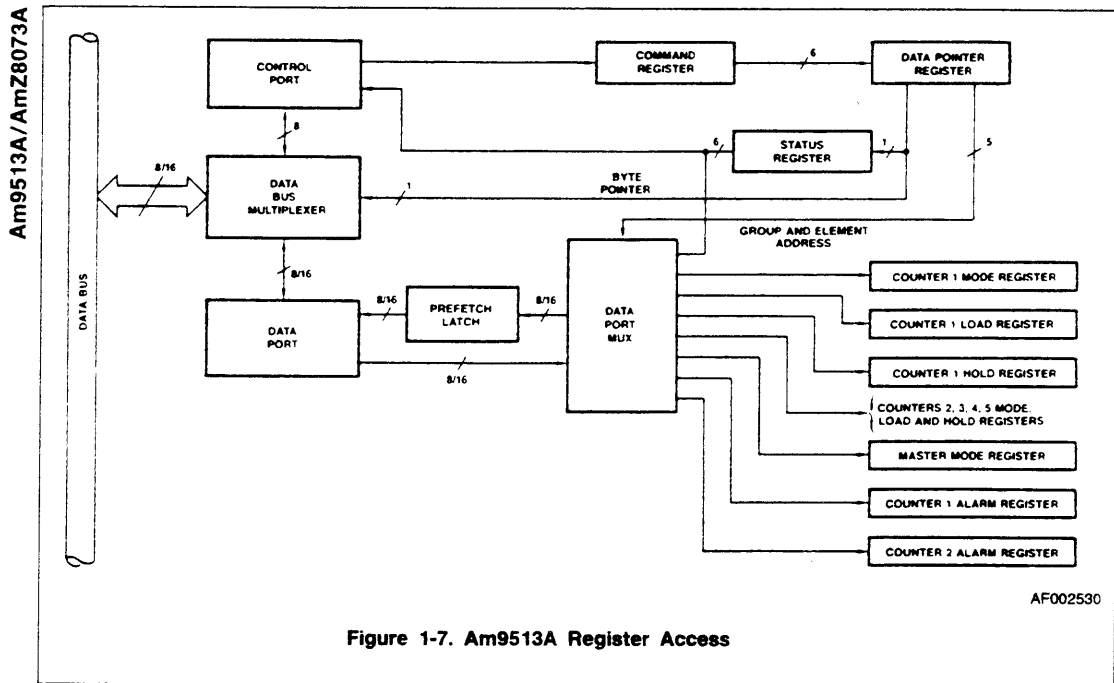 Am9513A/AmZ8073A
DATA BUS
8/16
CONTROL
PORT
8
DATA
BUS
MULTIPLEXER
8/16
DATA
PORT
COMMAND
REGISTER
6
DATA POINTER
REGISTER
6
STATUS
REGISTER
1
5
BYTE
POINTER
1
GROUP AND ELEMENT
ADDRESS
8/16
PREFETCH
LATCH
8/16
8/16
DATA
PORT
MUX
COUNTER 1 MODE REGISTER
COUNTER 1 LOAD REGISTER
COUNTER 1 HOLD REGISTER
COUNTERS 2, 3, 4, 5 MODE,
LOAD AND HOLD REGISTERS
MASTER MODE REGISTER
COUNTER 1 ALARM REGISTER
COUNTER 2 ALARM REGISTER
AF002530
Figure 1-7. Am9513A Register Access